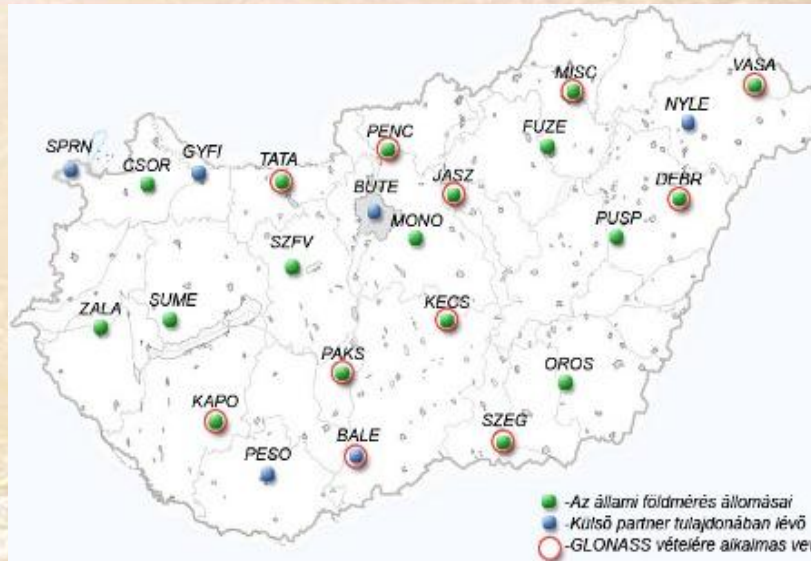 MISC
VASA
NYLE
PENC
FUZE
SPRN
CSOR
GYFI
TATA
JASZ
DEBR
BUTE
MONO
PUSP
SZFV
ZALA
SUME
KECS
PAKS
OROS
KAPO
BALE
SZEG
PESO
-Az állami földmérés állomásai
-Külső partner tulajdonában lévő
-GLONASS vételére alkalmas vev